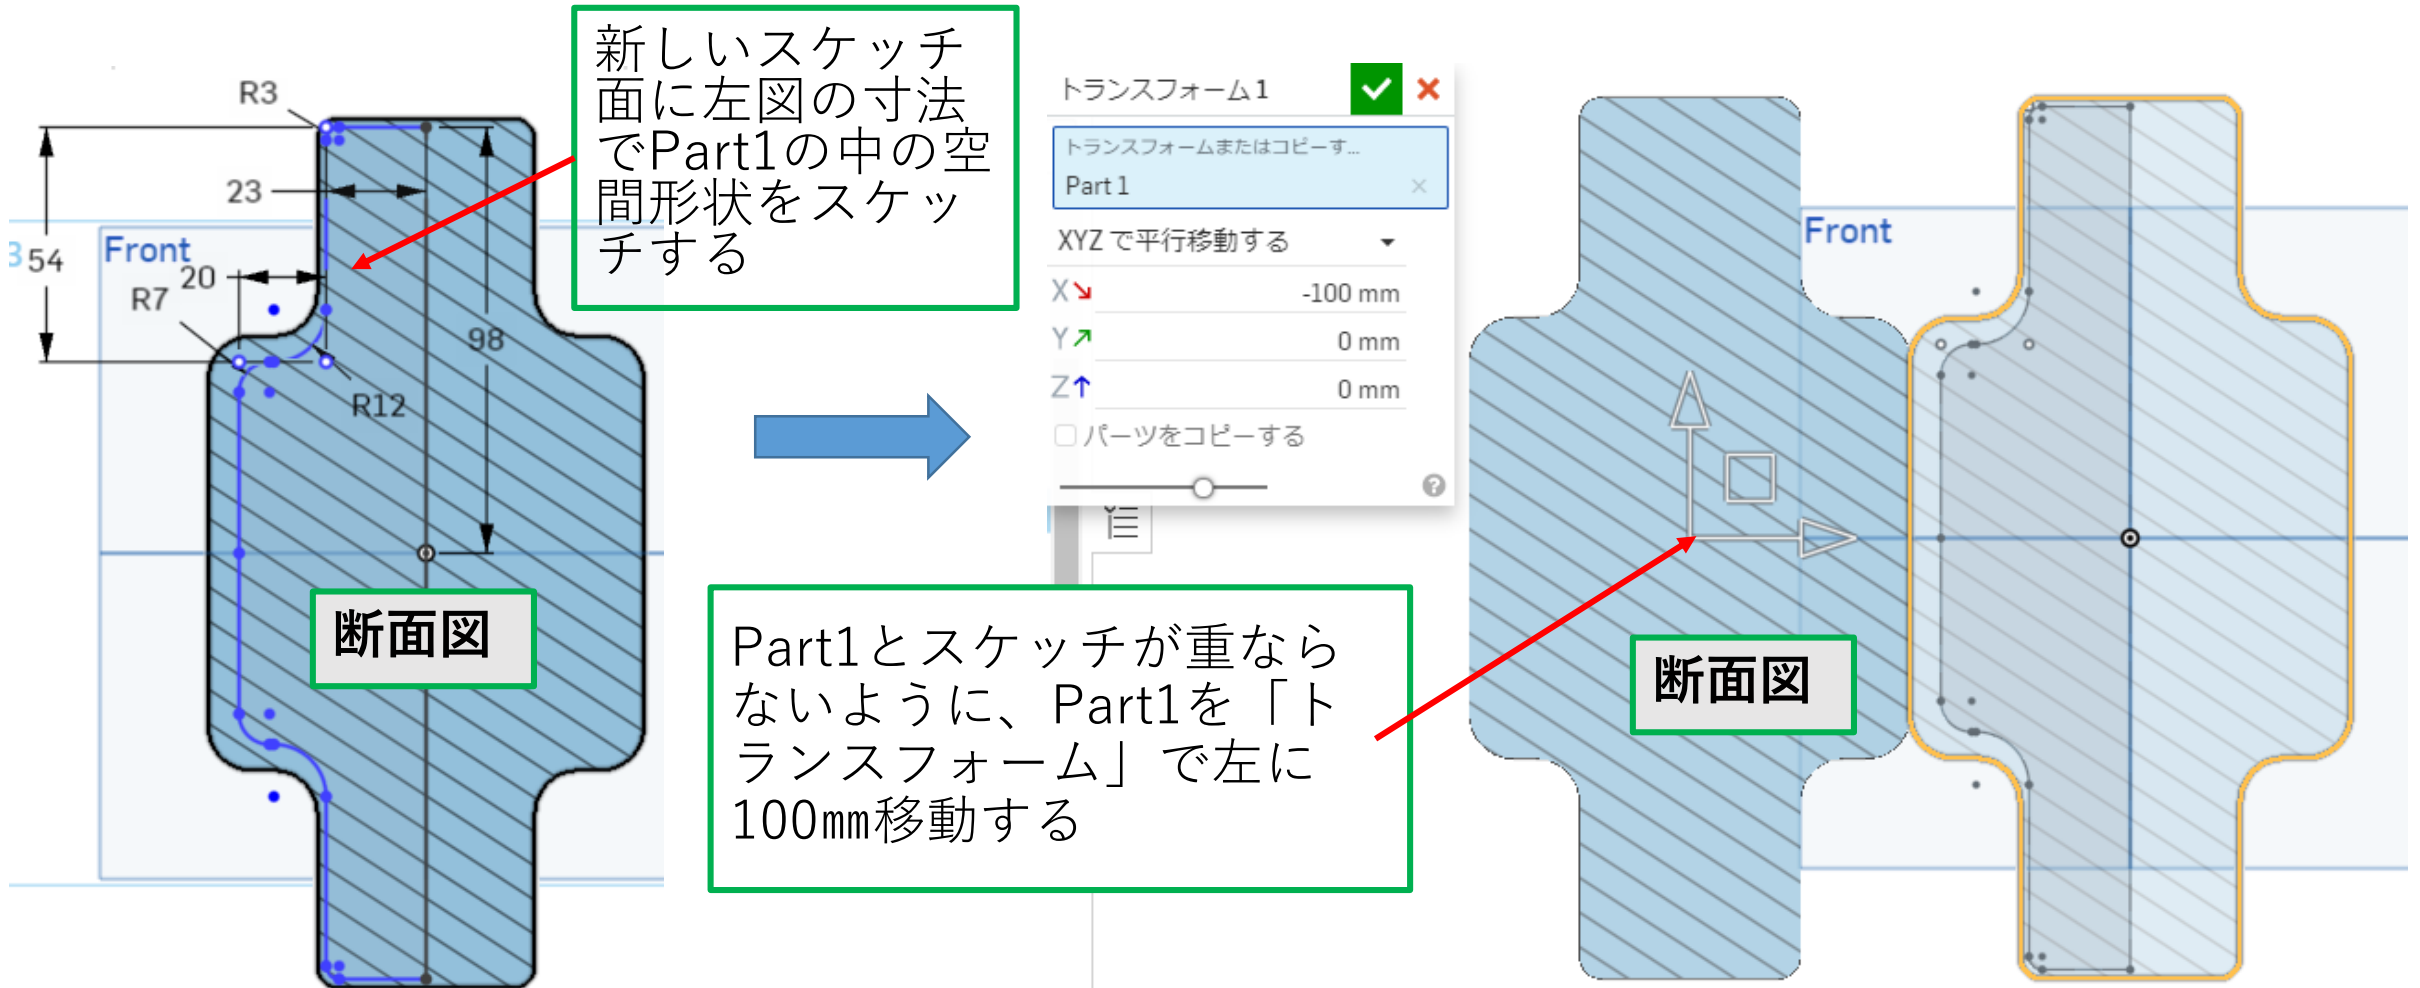 新しいスケッチ
面に左図の寸法
でPart1の中の空
間形状をスケッ
チする
R3
23
354
Front
20
R7
98
R12
断面図
トランスフォーム 1
トランスフォームまたはコピーす...
Part 1
XYZ で平行移動する
X -100 mm
Y 0 mm
Z 0 mm
パーツをコピーする
Part1とスケッチが重なら
ないように、Part1を「ト
ランスフォーム」で左に
100㎜移動する
Front
断面図